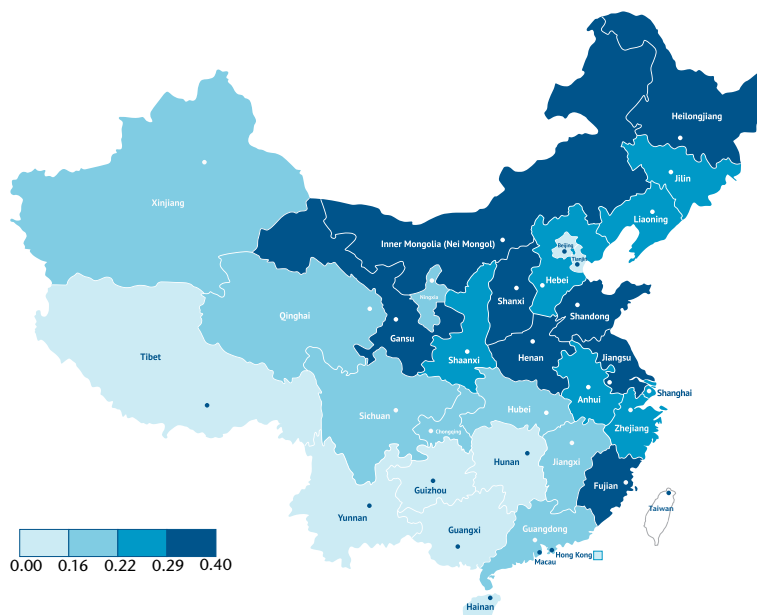 Heilongjiang
Jilin
Liaoning
Xinjiang
Inner Mongolia (Nei Mongol)
Beijing
Tianjin
Hebei
Ningxia
Shanxi
Shandong
Qinghai
Gansu
Henan
Jiangsu
Shaanxi
Tibet
Anhui
Shanghai
Sichuan
Hubei
Zhejiang
Chongqing
Hunan
Jiangxi
Guizhou
Fujian
Yunnan
Guangxi
Guangdong
Taiwan
Hong Kong
Macau
Hainan
0.00 0.16 0.22 0.29 0.40